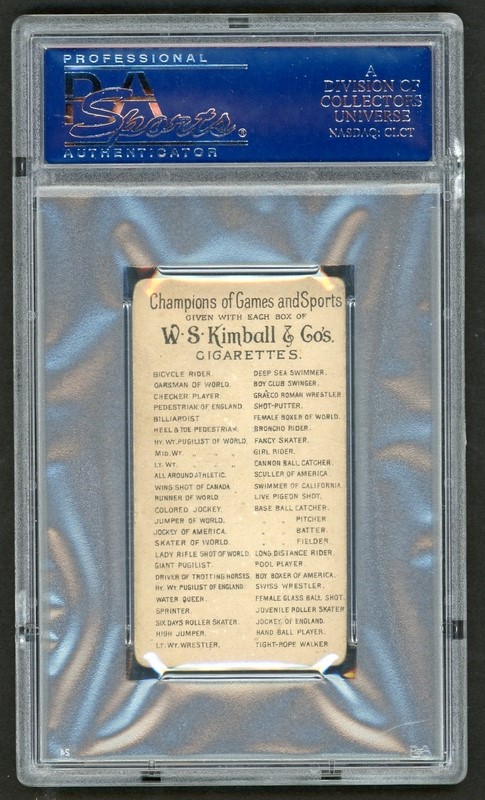 PROFESSIONAL
PSA
Sports®
AUTHENTICATOR
A
DIVISION OF
COLLECTORS
UNIVERSE
NASDAQ: CLCT
Champions of Games and Sports
GIVEN WITH EACH BOX OF
W.S. Kimball & Co's.
CIGARETTES.
BICYCLE RIDER.
OARSMAN OF WORLD.
CHECKER PLAYER.
PEDESTRIAN OF ENGLAND.
BILLIARDIST
HEEL & TOE PEDESTRIAN.
HY. WY. PUGILIST OF WORLD.
MID. WY. " " "
LT. WY. " " "
ALL AROUND ATHLETIC.
WING SHOT OF CANADA
RUNNER OF WORLD.
COLORED JOCKEY.
JUMPER OF WORLD.
JOCKEY OF AMERICA.
SKATER OF WORLD.
LADY RIFLE SHOT OF WORLD.
GIANT PUGILIST.
DRIVER OF TROTTING HORSES.
HY. WY. PUGILIST OF ENGLAND.
WATER QUEEN.
SPRINTER.
SIX DAYS ROLLER SKATER.
HIGH JUMPER.
LT. WY. WRESTLER.
DEEP SEA SWIMMER.
BOY CLUB SWINGER.
GRAECO ROMAN WRESTLER
SHOT-PUTTER.
FEMALE BOXER OF WORLD.
BRONCHO RIDER.
FANCY SKATER.
GIRL RIDER.
CANNON BALL CATCHER.
SCULLER OF AMERICA.
SWIMMER OF CALIFORNIA.
LIVE PIGEON SHOT.
BASE BALL CATCHER.
" " PITCHER
" " BATTER.
" " FIELDER.
LONG DISTANCE RIDER.
POOL PLAYER.
BOY BOXER OF AMERICA.
SWISS WRESTLER.
FEMALE GLASS BALL SHOT.
JUVENILE ROLLER SKATER
JOCKEY OF ENGLAND.
HAND BALL PLAYER.
TIGHT-ROPE WALKER
PSA